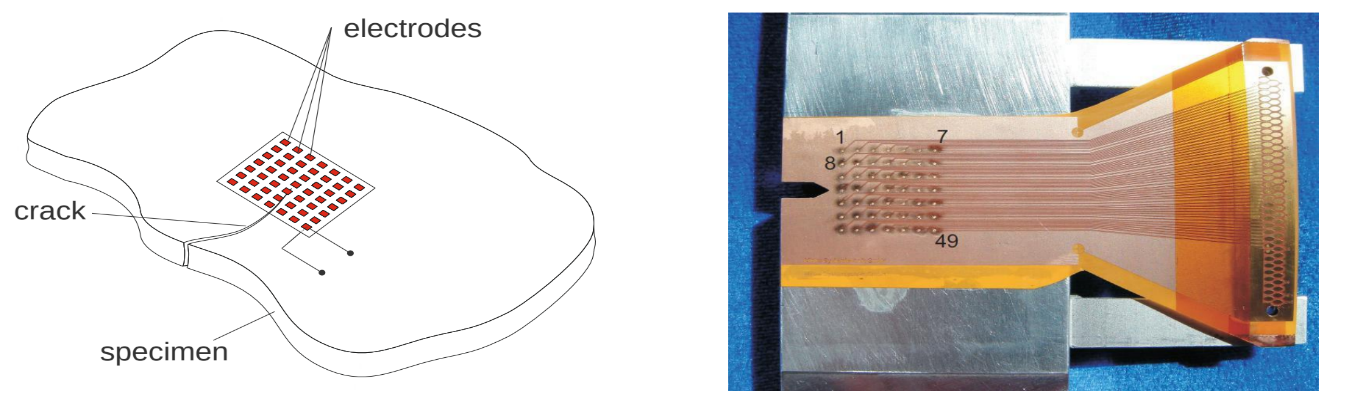 electrodes
crack
specimen
1
7
8
49